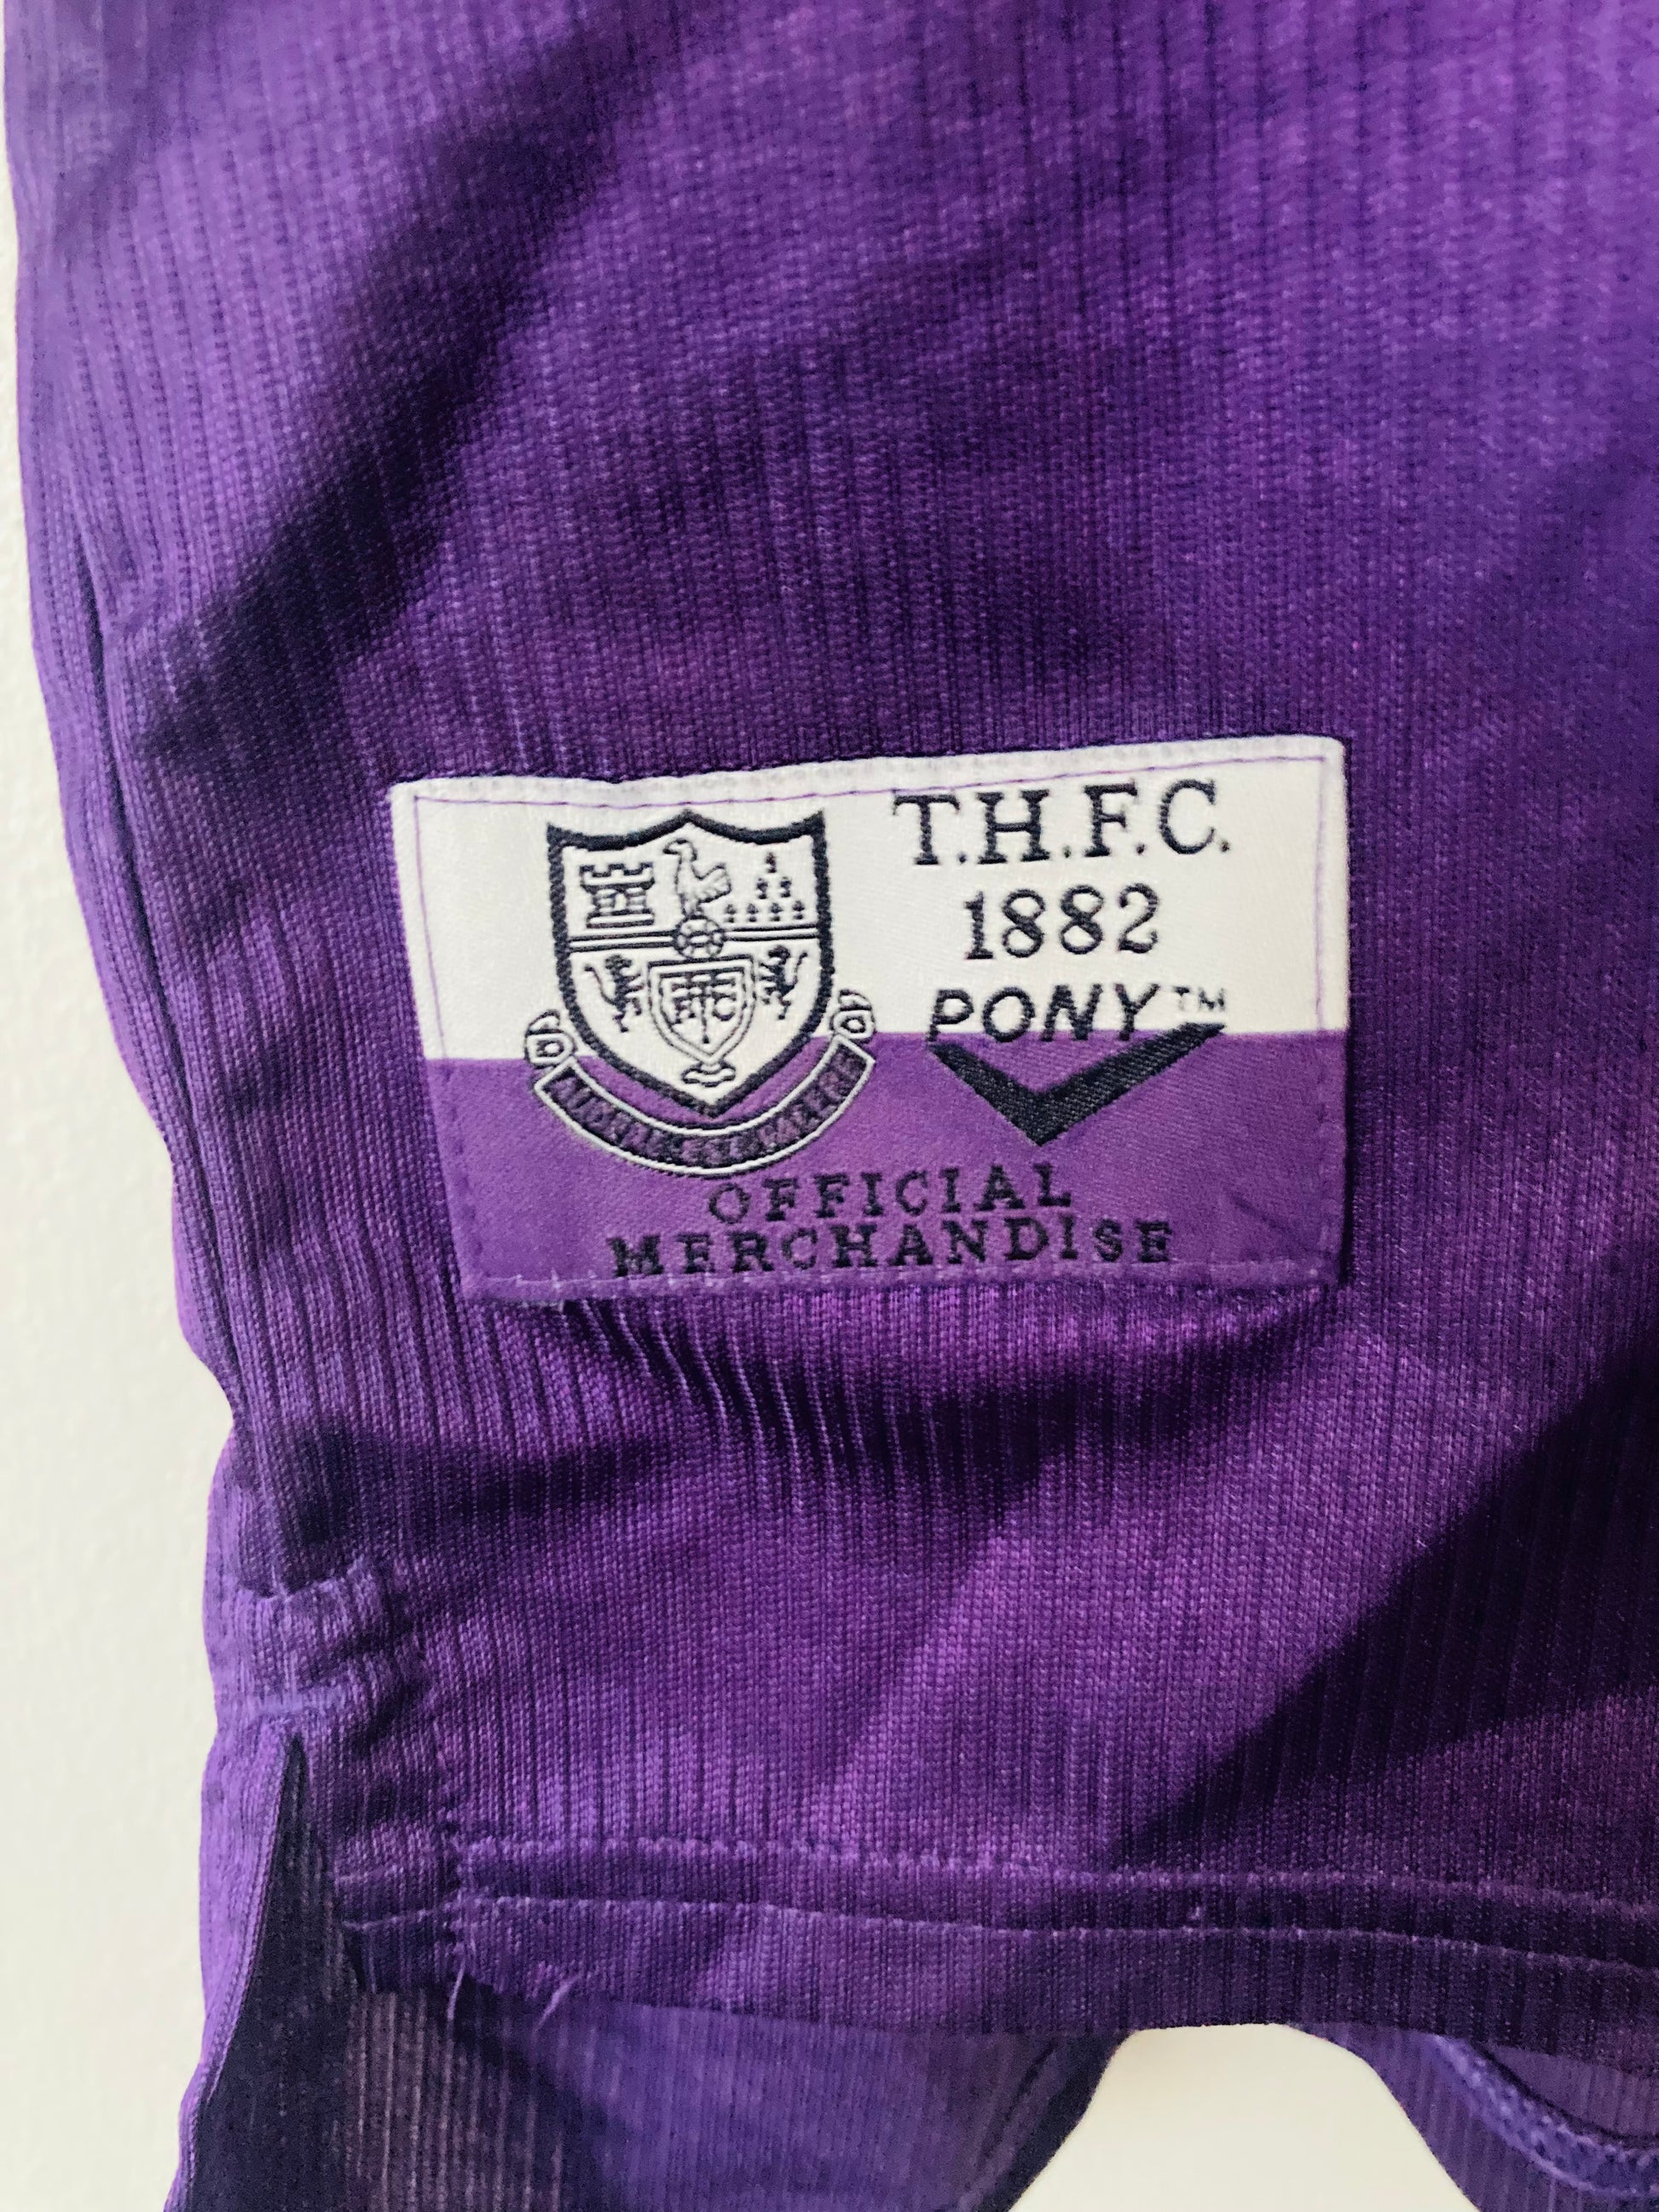 T.H.F.C.
1882
PONY™
OFFICIAL
MERCHANDISE